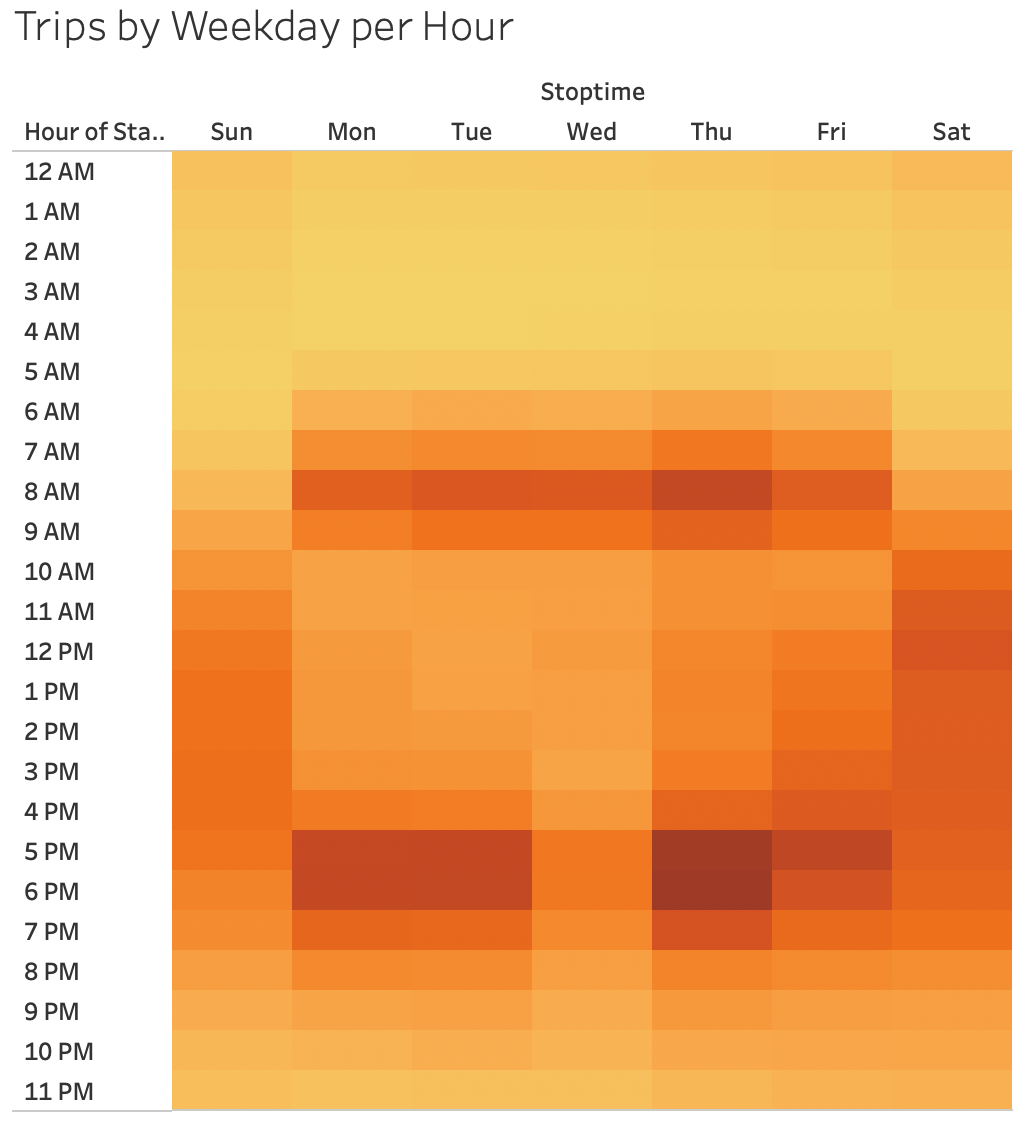 Trips by Weekday per Hour
Stoptime
Hour of Sta.. Sun Mon Tue Wed Thu Fri Sat
12 AM
1 AM
2 AM
3 AM
4 AM
5 AM
6 AM
7 AM
8 AM
9 AM
10 AM
11 AM
12 PM
1 PM
2 PM
3 PM
4 PM
5 PM
6 PM
7 PM
8 PM
9 PM
10 PM
11 PM